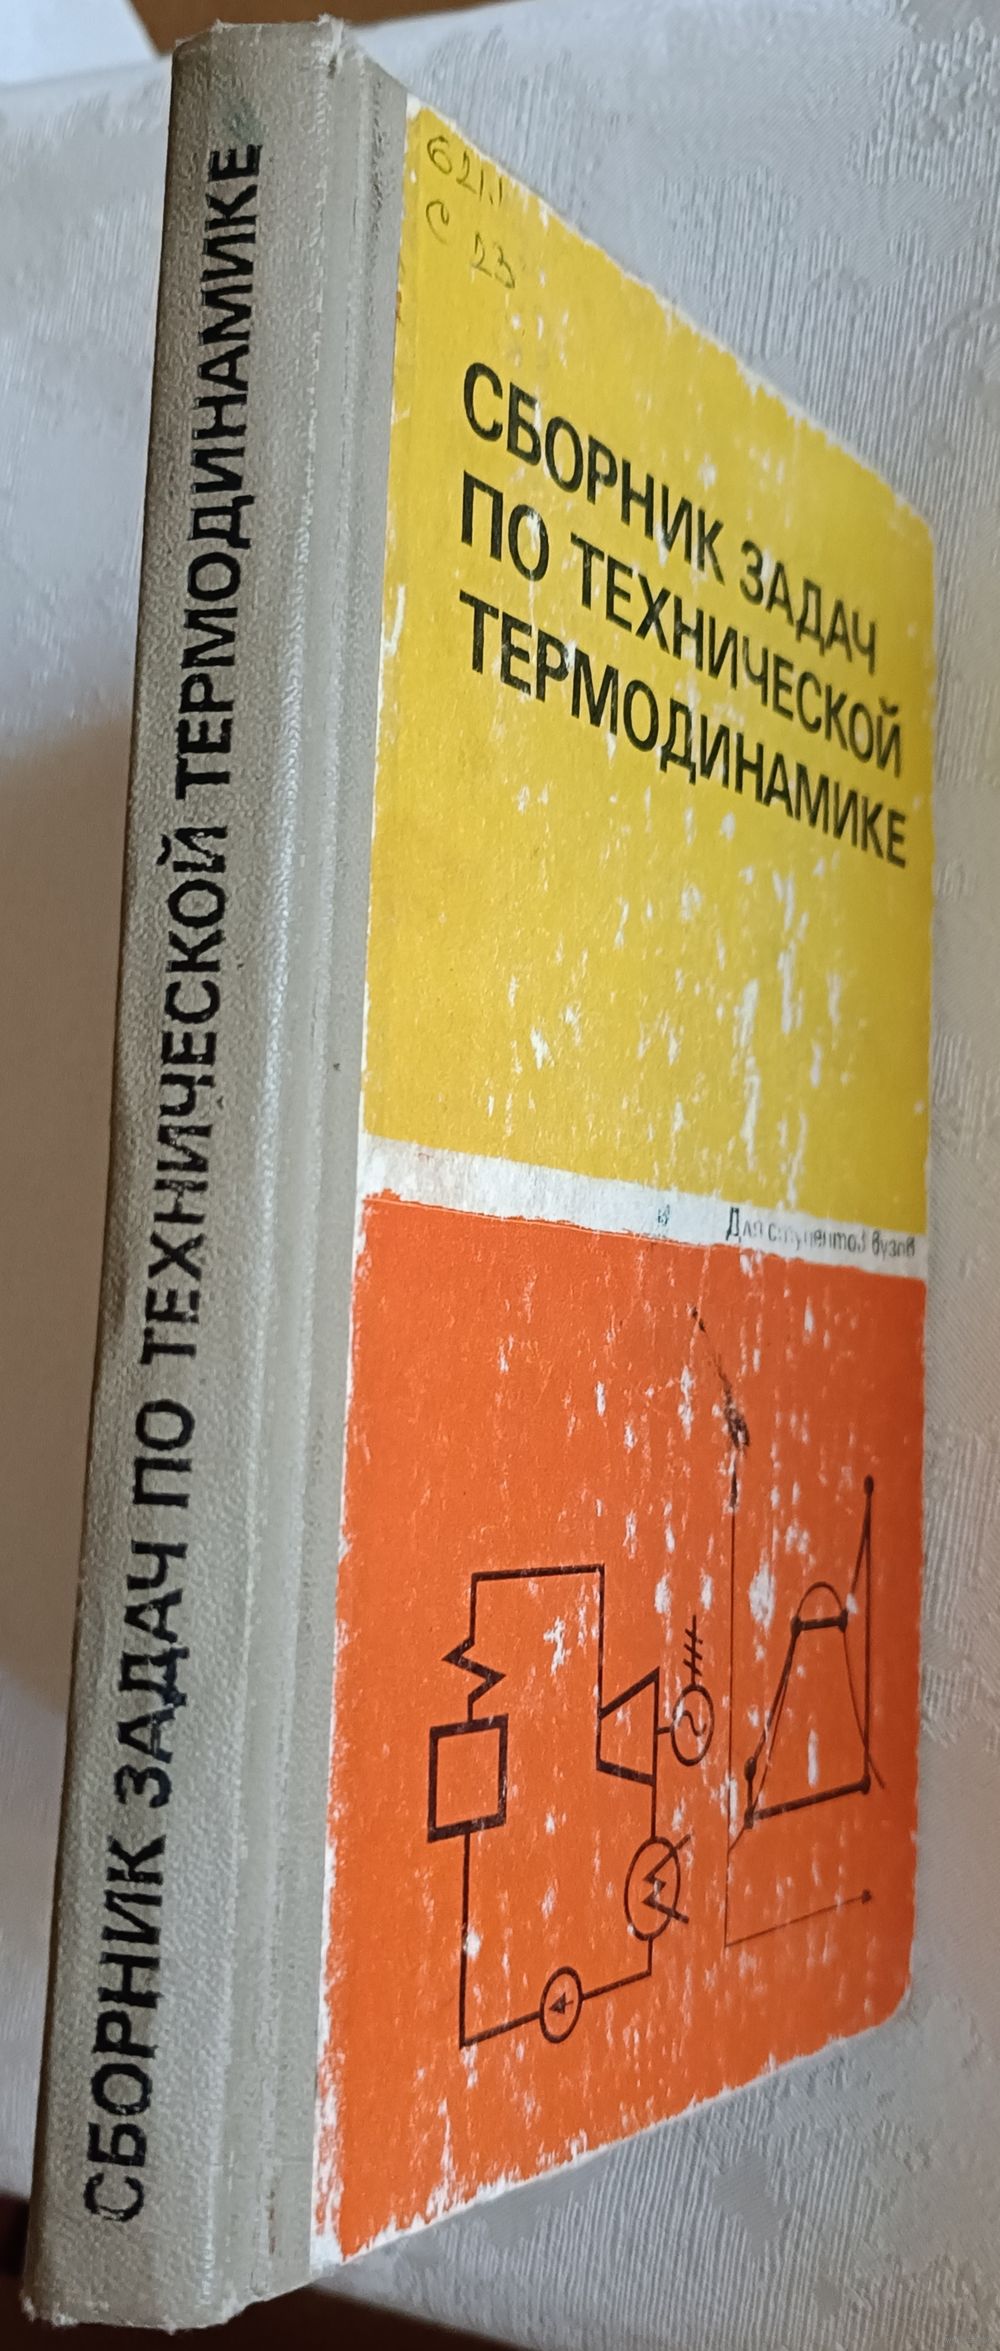 СБОРНИК ЗАДАЧ ПО ТЕХНИЧЕСКОЙ ТЕРМОДИНАМИКЕ
621.1
С 23
СБОРНИК ЗАДАЧ
ПО ТЕХНИЧЕСКОЙ
ТЕРМОДИНАМИКЕ
Для студентов вузов